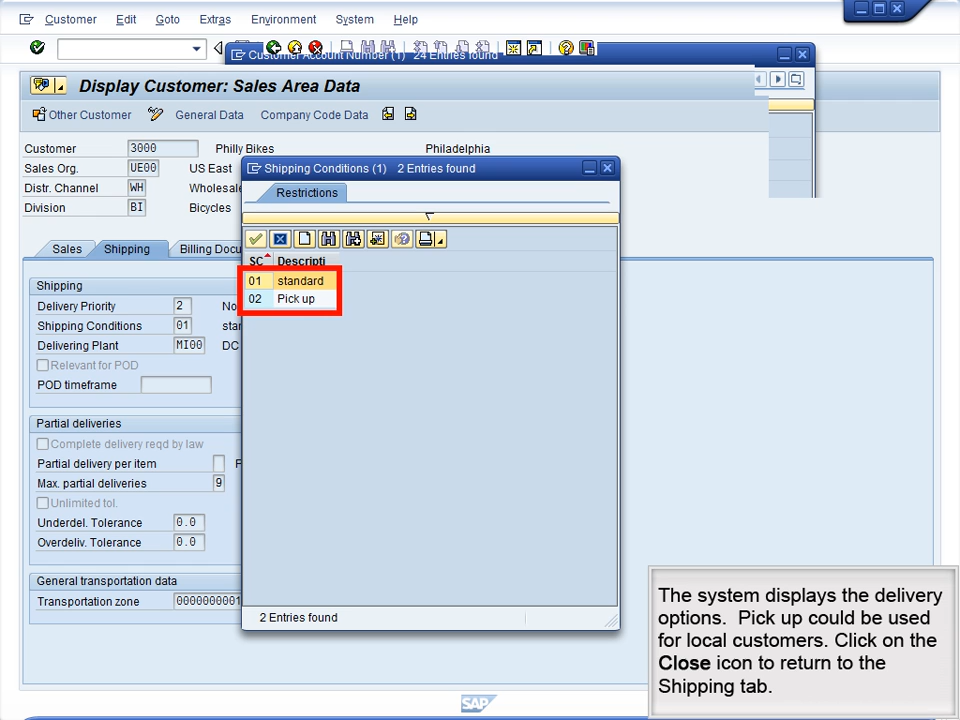 Customer Edit Goto Extras Environment System Help
Customer Account Number (1) 24 Entries found
Display Customer: Sales Area Data
Other Customer General Data Company Code Data
Customer 3000 Philly Bikes Philadelphia
Sales Org. UE00 US East
Distr. Channel WH Wholesale
Division BI Bicycles
Shipping Conditions (1) 2 Entries found
Restrictions
Sales Shipping Billing Docu
SC Descripti
01 standard
02 Pick up
Shipping
Delivery Priority 2 No
Shipping Conditions 01 star
Delivering Plant MI00 DC
Relevant for POD
POD timeframe
Partial deliveries
Complete delivery reqd by law
Partial delivery per item
Max. partial deliveries 9
Unlimited tol.
Underdel. Tolerance 0.0
Overdeliv. Tolerance 0.0
General transportation data
Transportation zone 0000000001
2 Entries found
The system displays the delivery
options. Pick up could be used
for local customers. Click on the
Close icon to return to the
Shipping tab.
SAP